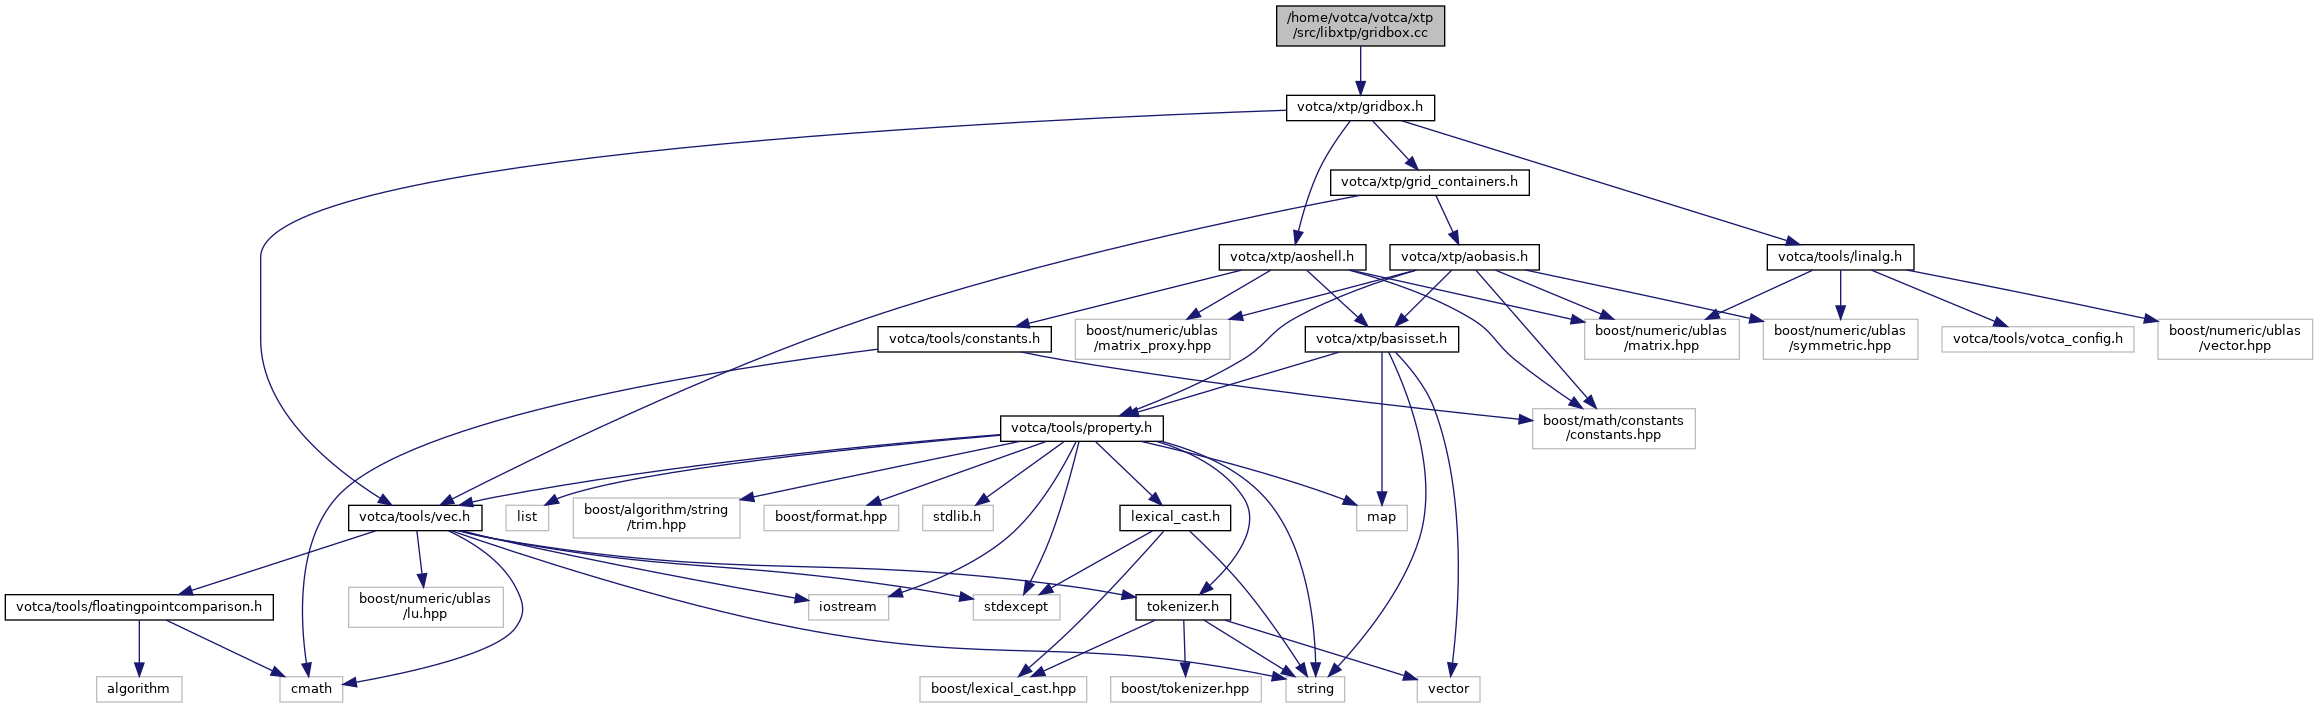 /home/votca/votca/xtp
/src/libxtp/gridbox.cc
votca/xtp/gridbox.h
votca/xtp/grid_containers.h
votca/xtp/aoshell.h
votca/xtp/aobasis.h
votca/tools/linalg.h
votca/tools/constants.h
boost/numeric/ublas
/matrix_proxy.hpp
votca/xtp/basisset.h
boost/numeric/ublas
/matrix.hpp
boost/numeric/ublas
/symmetric.hpp
votca/tools/votca_config.h
boost/numeric/ublas
/vector.hpp
votca/tools/property.h
boost/math/constants
/constants.hpp
votca/tools/vec.h
list
boost/algorithm/string
/trim.hpp
boost/format.hpp
stdlib.h
lexical_cast.h
map
votca/tools/floatingpointcomparison.h
boost/numeric/ublas
/lu.hpp
iostream
stdexcept
tokenizer.h
algorithm
cmath
boost/lexical_cast.hpp
boost/tokenizer.hpp
string
vector